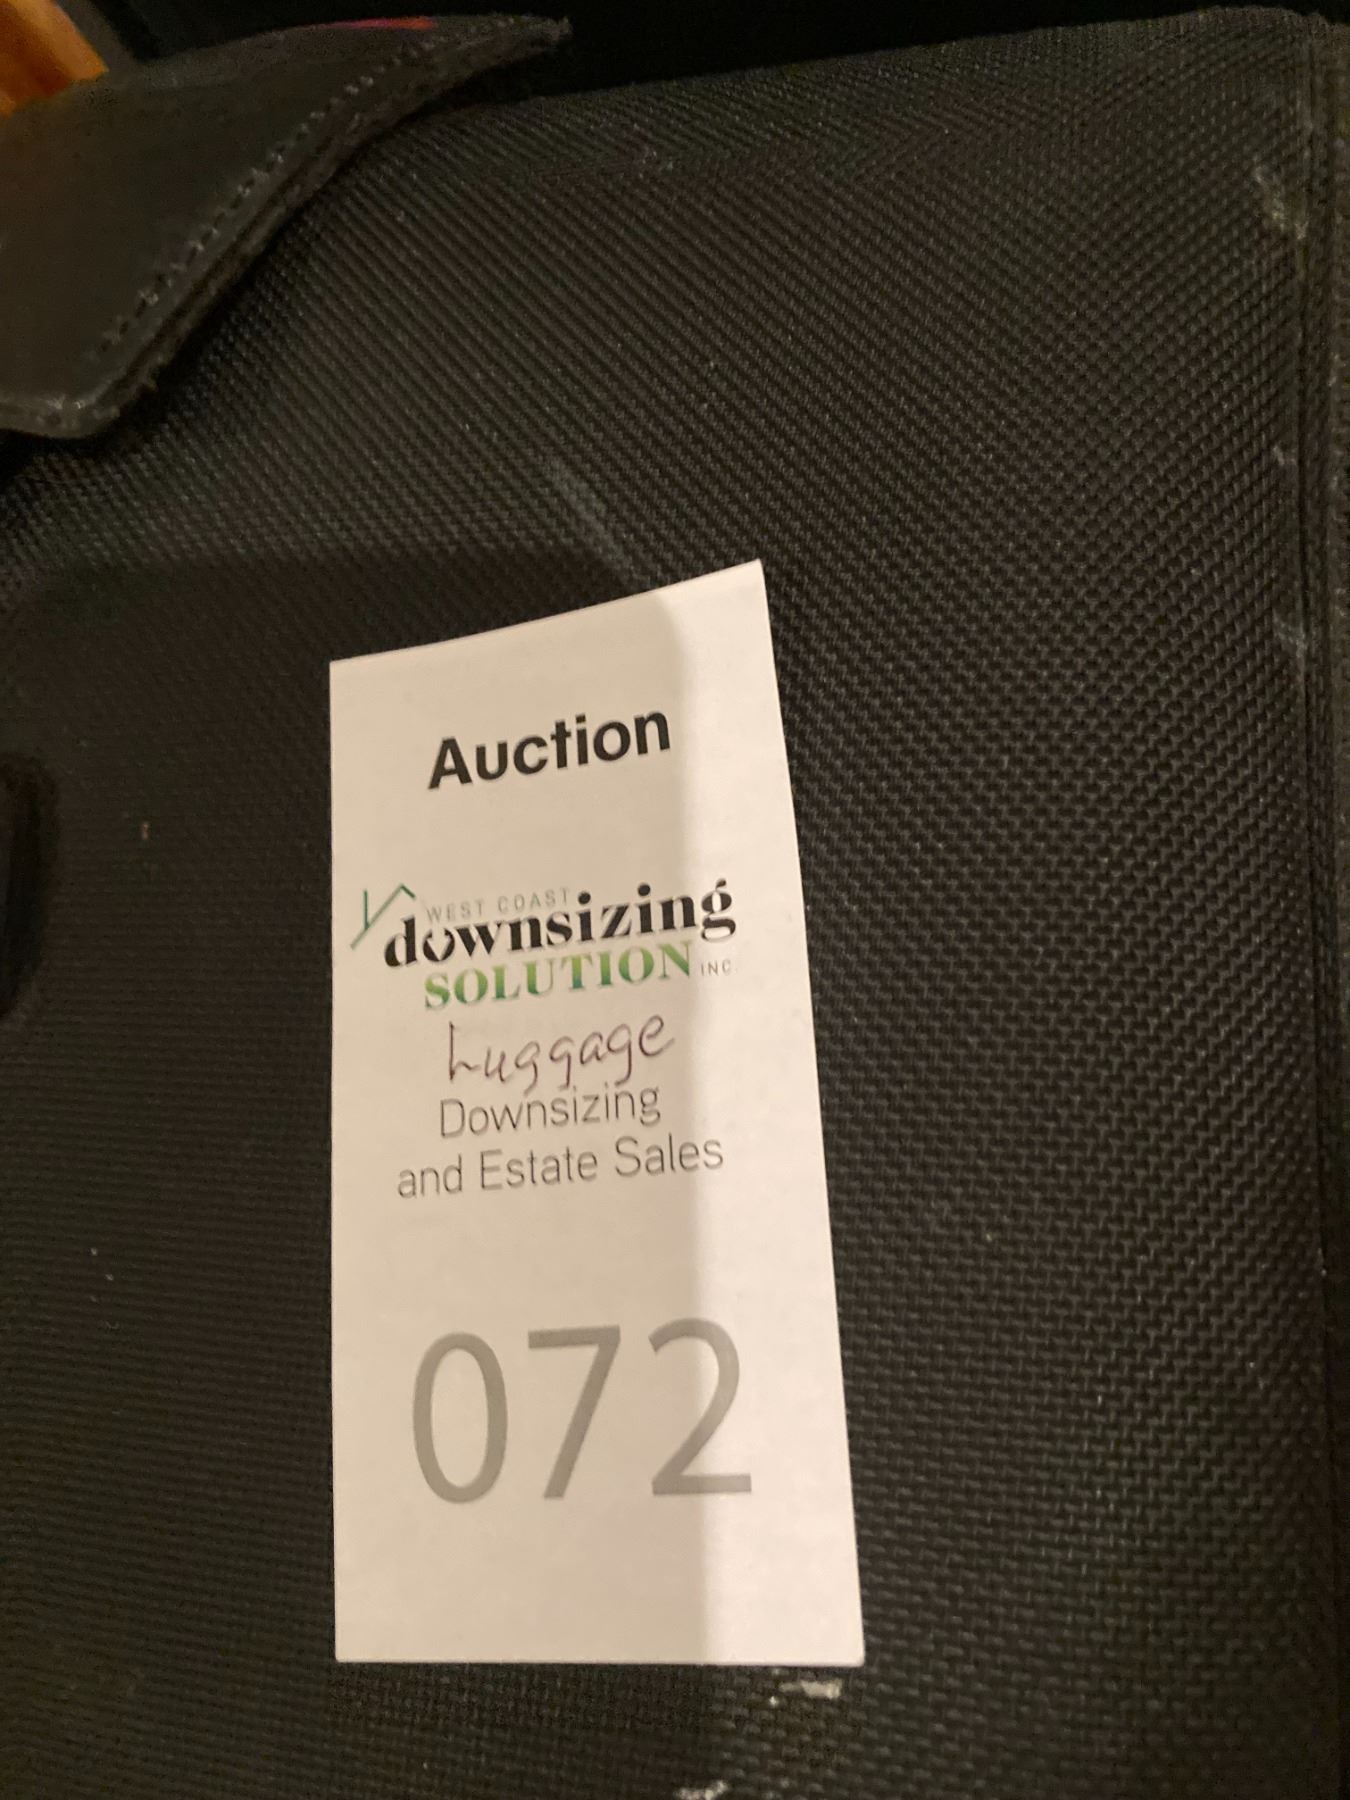 Auction
WEST COAST
downsizing
SOLUTION INC.
Luggage
Downsizing
and Estate Sales
072